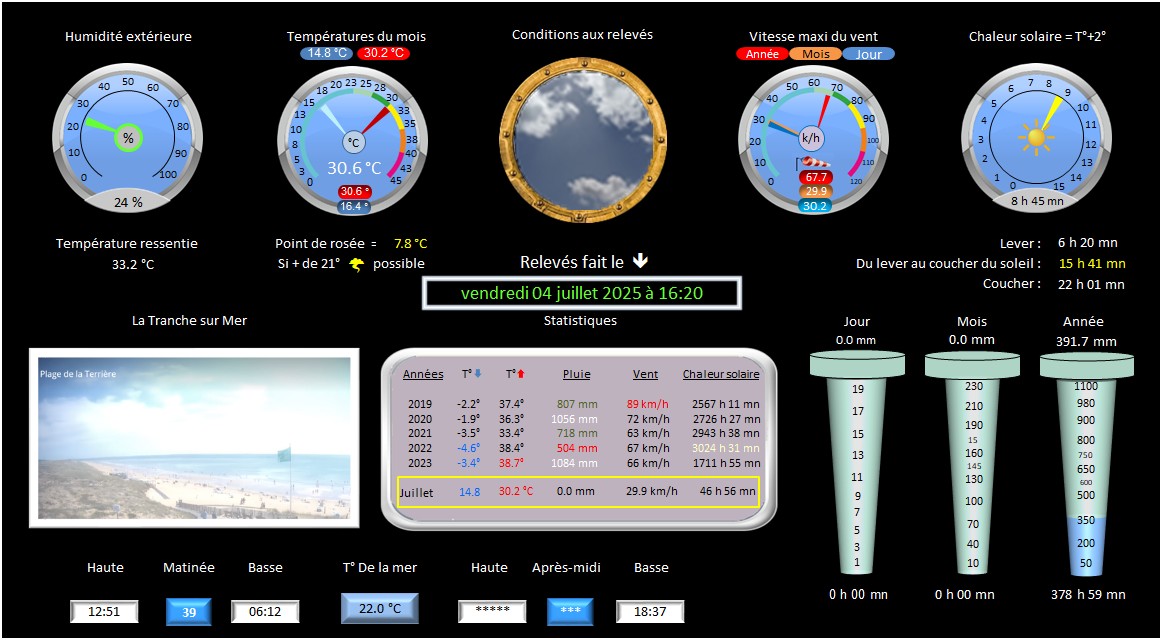 Humidité extérieure
Températures du mois
14.8 °C 30.2 °C
Conditions aux relevés
Vitesse maxi du vent
Année Mois Jour
Chaleur solaire = T°+2°
0 10 20 30 40 50 60 70 80 90 100
%
24 %
0 3 5 8 10 13 15 18 20 23 25 28 30 33 35 38 40 43 45
°C
30.6 °C
30.6 °
16.4 °
0 10 20 30 40 50 60 70 80 90 100 110 120
k/h
67.7
29.9
30.2
0 1 2 3 4 5 6 7 8 9 10 11 12 13 14 15
8 h 45 mn
Température ressentie
33.2 °C
Point de rosée = 7.8 °C
Si + de 21° possible
Relevés fait le
vendredi 04 juillet 2025 à 16:20
Lever : 6 h 20 mn
Du lever au coucher du soleil : 15 h 41 mn
Coucher : 22 h 01 mn
La Tranche sur Mer
Plage de la Terrière
Statistiques
Années T° T° Pluie Vent Chaleur solaire
2019 -2.2° 37.4° 807 mm 89 km/h 2567 h 11 mn
2020 -1.9° 36.3° 1056 mm 72 km/h 2726 h 27 mn
2021 -3.5° 33.4° 718 mm 63 km/h 2943 h 38 mn
2022 -4.6° 38.4° 504 mm 67 km/h 3024 h 31 mn
2023 -3.4° 38.7° 1084 mm 66 km/h 1711 h 55 mn
Juillet 14.8 30.2 °C 0.0 mm 29.9 km/h 46 h 56 mn
Jour
0.0 mm
19
17
15
13
11
9
7
5
3
1
0 h 00 mn
Mois
0.0 mm
230
210
190
15
160
145
130
100
70
40
10
0 h 00 mn
Année
391.7 mm
1100
980
900
800
750
650
600
500
350
200
50
378 h 59 mn
Haute Matinée Basse
12:51 39 06:12
T° De la mer
22.0 °C
Haute Après-midi Basse
***** *** 18:37